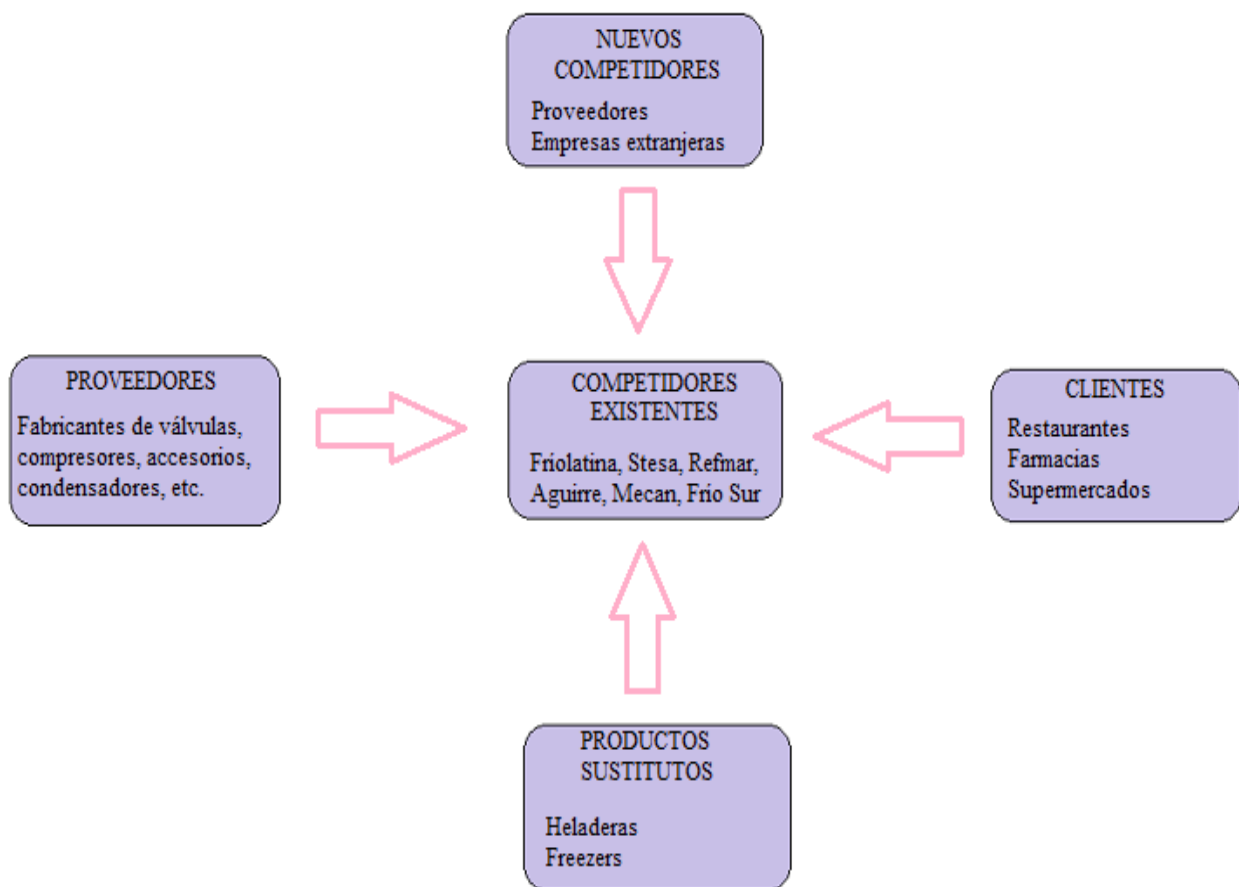 NUEVOS
COMPETIDORES
Proveedores
Empresas extranjeras
PROVEEDORES
Fabricantes de válvulas,
compresores, accesorios,
condensadores, etc.
COMPETIDORES
EXISTENTES
Friolatina, Stesa, Refmar,
Aguirre, Mecan, Frío Sur
CLIENTES
Restaurantes
Farmacias
Supermercados
PRODUCTOS
SUSTITUTOS
Heladeras
Freezers